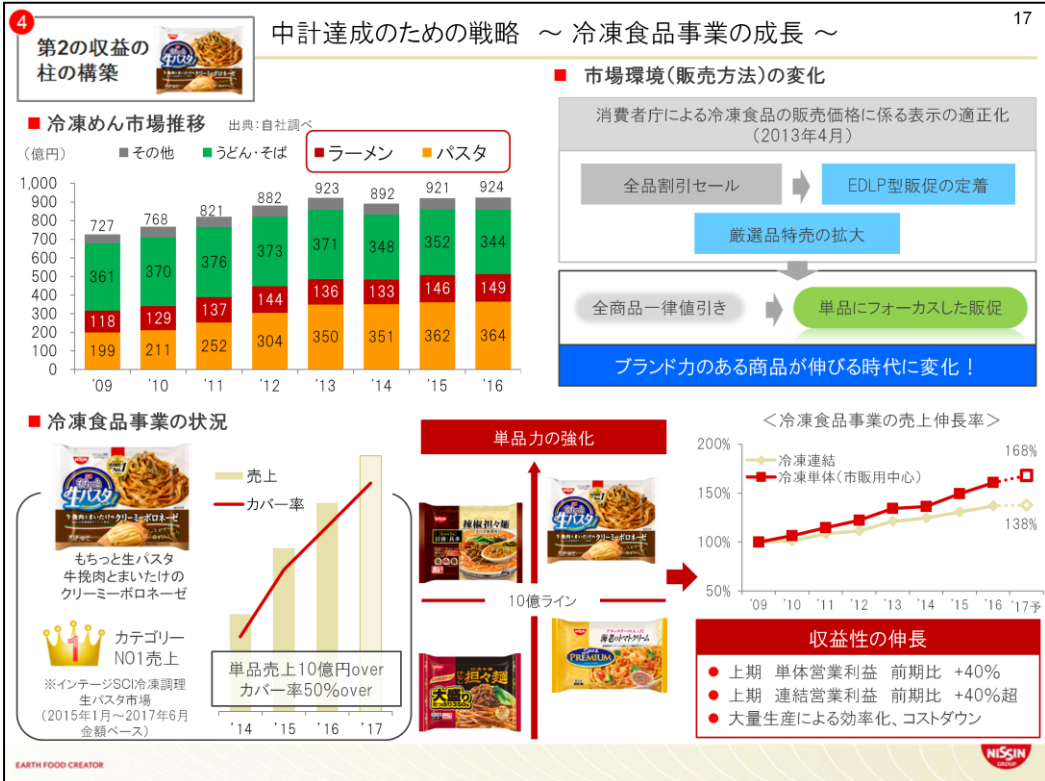 17
4
第2の収益の
柱の構築
中計達成のための戦略 ～ 冷凍食品事業の成長 ～
■ 冷凍めん市場推移 出典：自社調べ
（億円）
■その他 ■うどん・そば ■ラーメン ■パスタ
1,000
900
800
700
600
500
400
300
200
100
0
727 768 821 882 923 892 921 924
361 370 376 373 371 348 352 344
118 129 137 144 136 133 146 149
199 211 252 304 350 351 362 364
'09 '10 '11 '12 '13 '14 '15 '16
■ 市場環境（販売方法）の変化
消費者庁による冷凍食品の販売価格に係る表示の適正化
（2013年4月）
全品割引セール
EDLP型販促の定着
厳選品特売の拡大
全商品一律値引き
単品にフォーカスした販促
ブランド力のある商品が伸びる時代に変化！
■ 冷凍食品事業の状況
もちっと生パスタ
牛挽肉とまいたけの
クリーミーボロネーゼ
1
カテゴリー
NO1売上
※インテージSCI冷凍調理
生パスタ市場
（2015年1月～2017年6月
金額ベース）
売上
カバー率
単品売上10億円over
カバー率50%over
'14 '15 '16 '17
単品力の強化
10億ライン
＜冷凍食品事業の売上伸長率＞
200%
150%
100%
50%
冷凍連結
冷凍単体（市販用中心）
168%
138%
'09 '10 '11 '12 '13 '14 '15 '16 '17予
収益性の伸長
● 上期 単体営業利益 前期比 +40%
● 上期 連結営業利益 前期比 +40%超
● 大量生産による効率化、コストダウン
EARTH FOOD CREATOR
NISSIN
GROUP